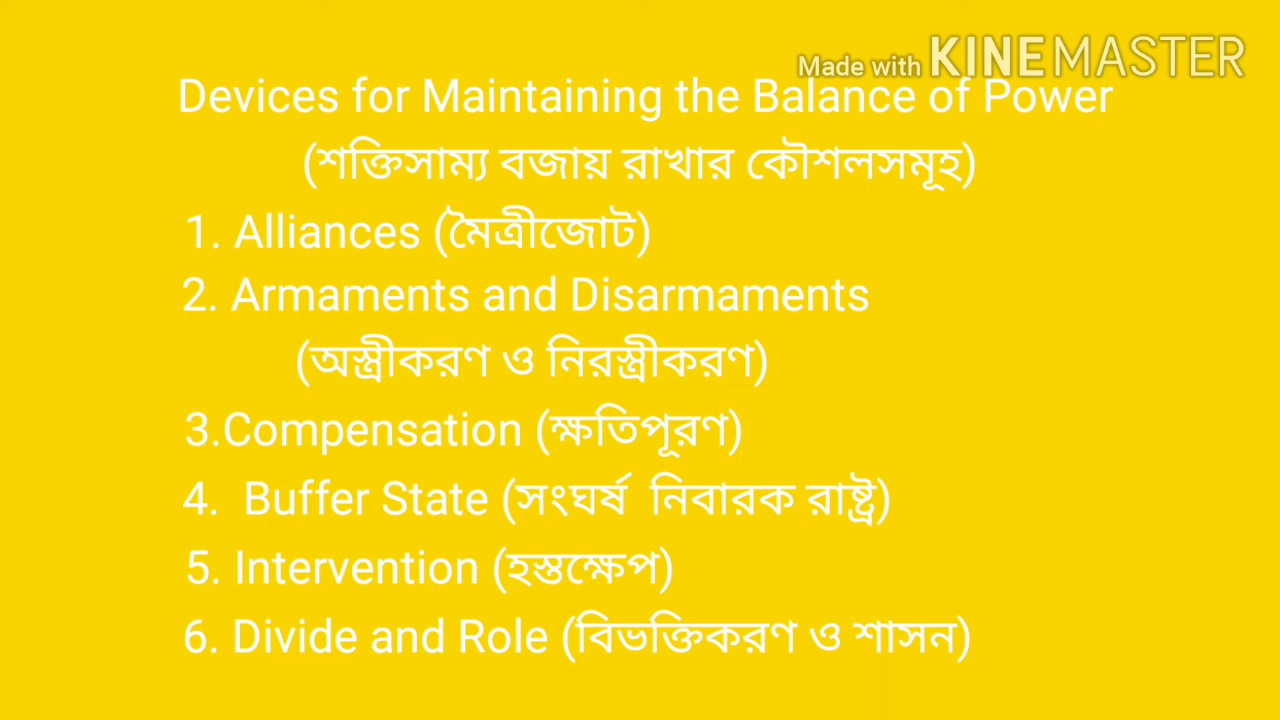 Made with KINEMASTER
Devices for Maintaining the Balance of Power
(শক্তিসাম্য বজায় রাখার কৌশলসমূহ)
1. Alliances (মৈত্রীজোট)
2. Armaments and Disarmaments
(অস্ত্রীকরণ ও নিরস্ত্রীকরণ)
3.Compensation (ক্ষতিপূরণ)
4. Buffer State (সংঘর্ষ নিবারক রাষ্ট্র)
5. Intervention (হস্তক্ষেপ)
6. Divide and Role (বিভক্তিকরণ ও শাসন)